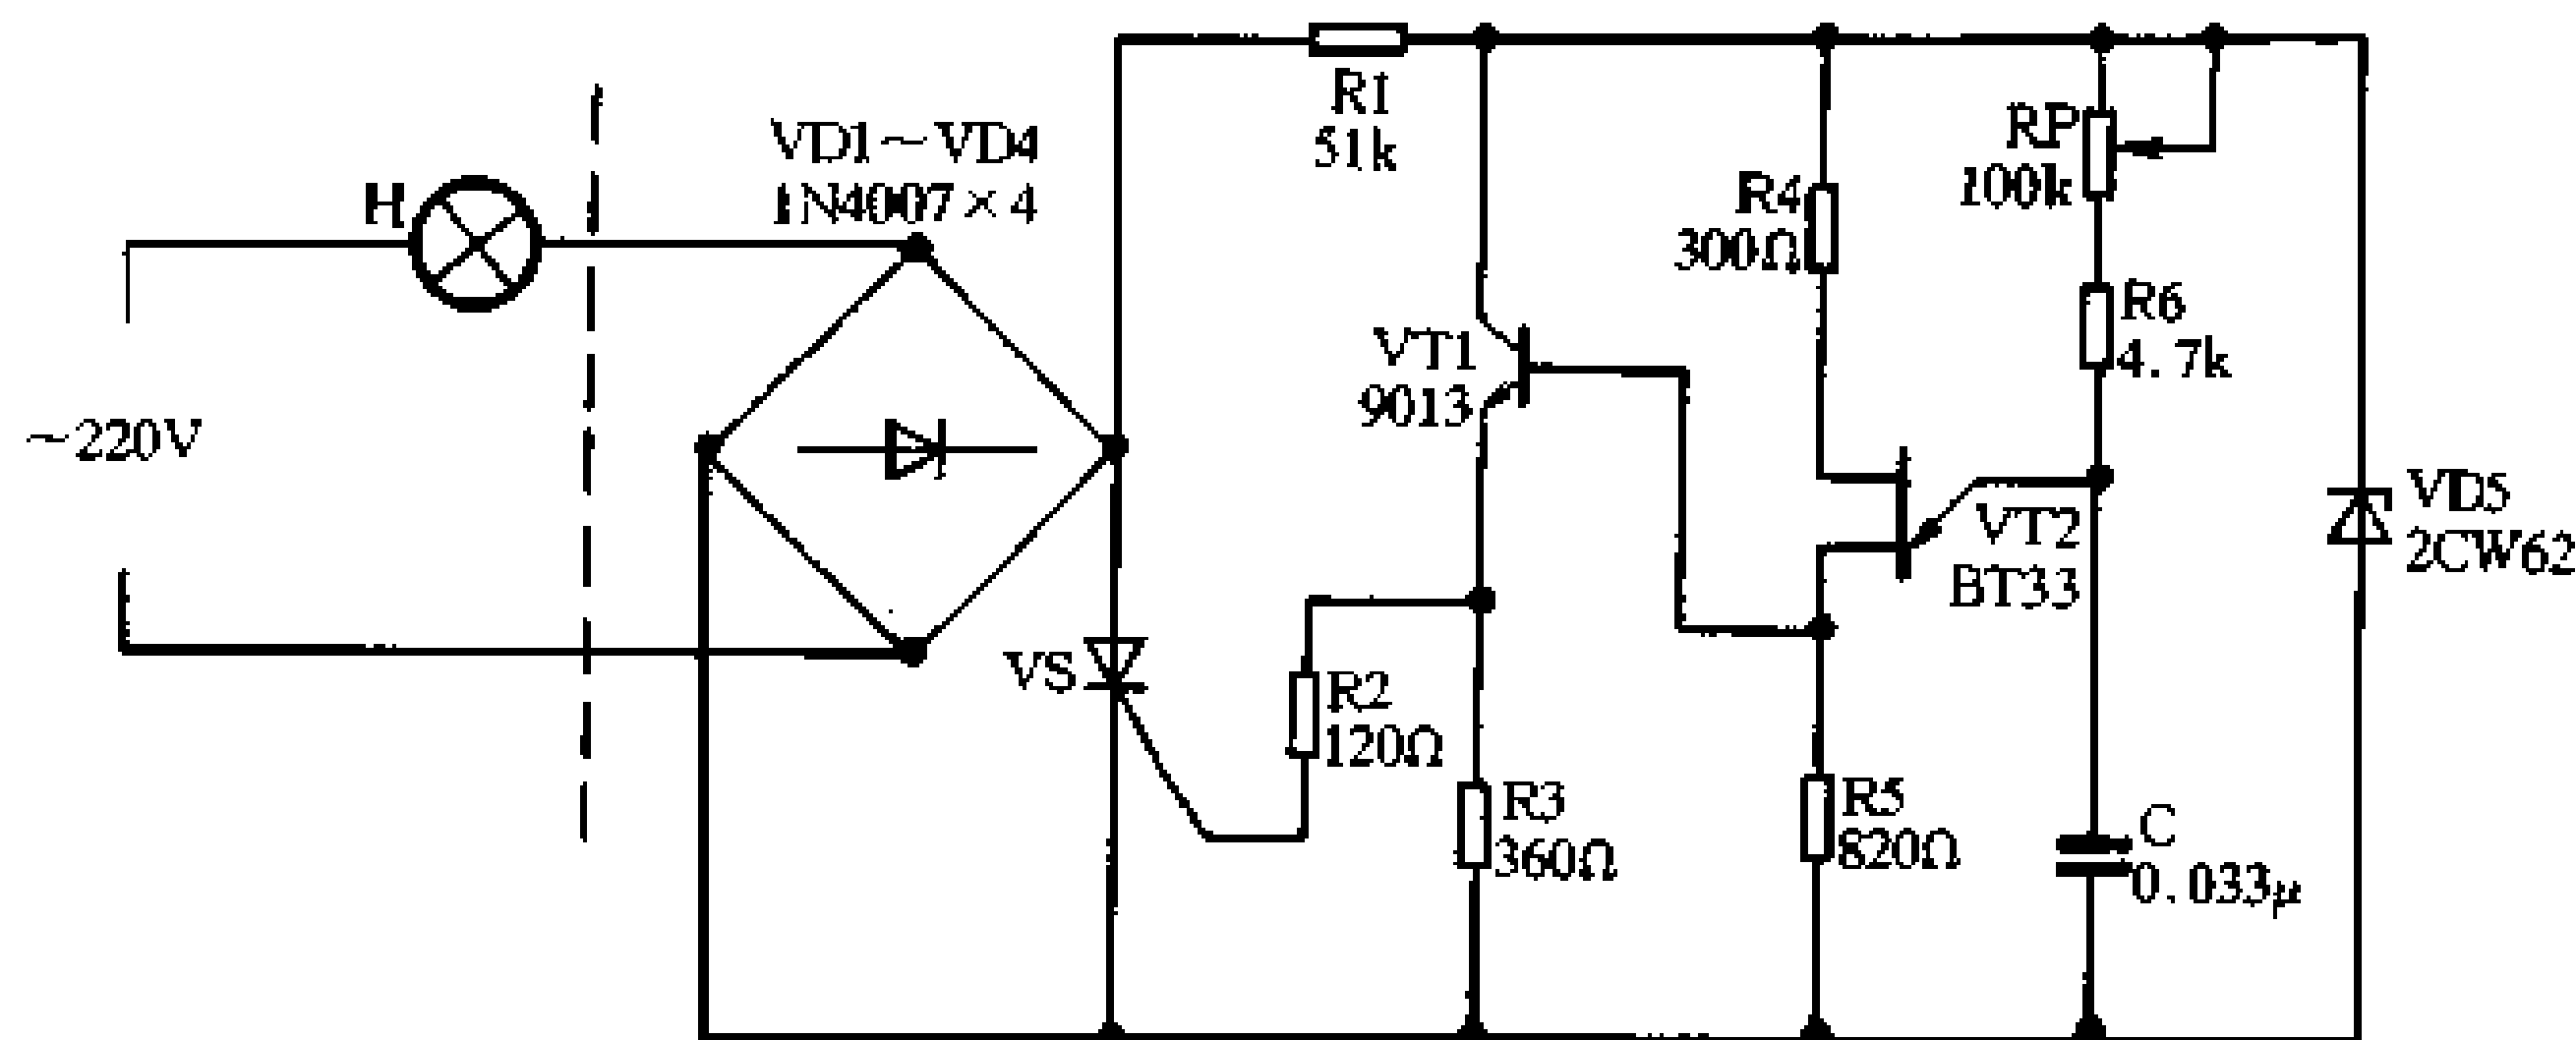 R1
51k
VD1～VD4
1N4007×4
H
RP
100k
R4
300Ω
R6
4.7k
VT1
9013
～220V
VD5
2CW62
VT2
BT33
VS
R2
120Ω
R3
360Ω
R5
820Ω
C
0.033μ